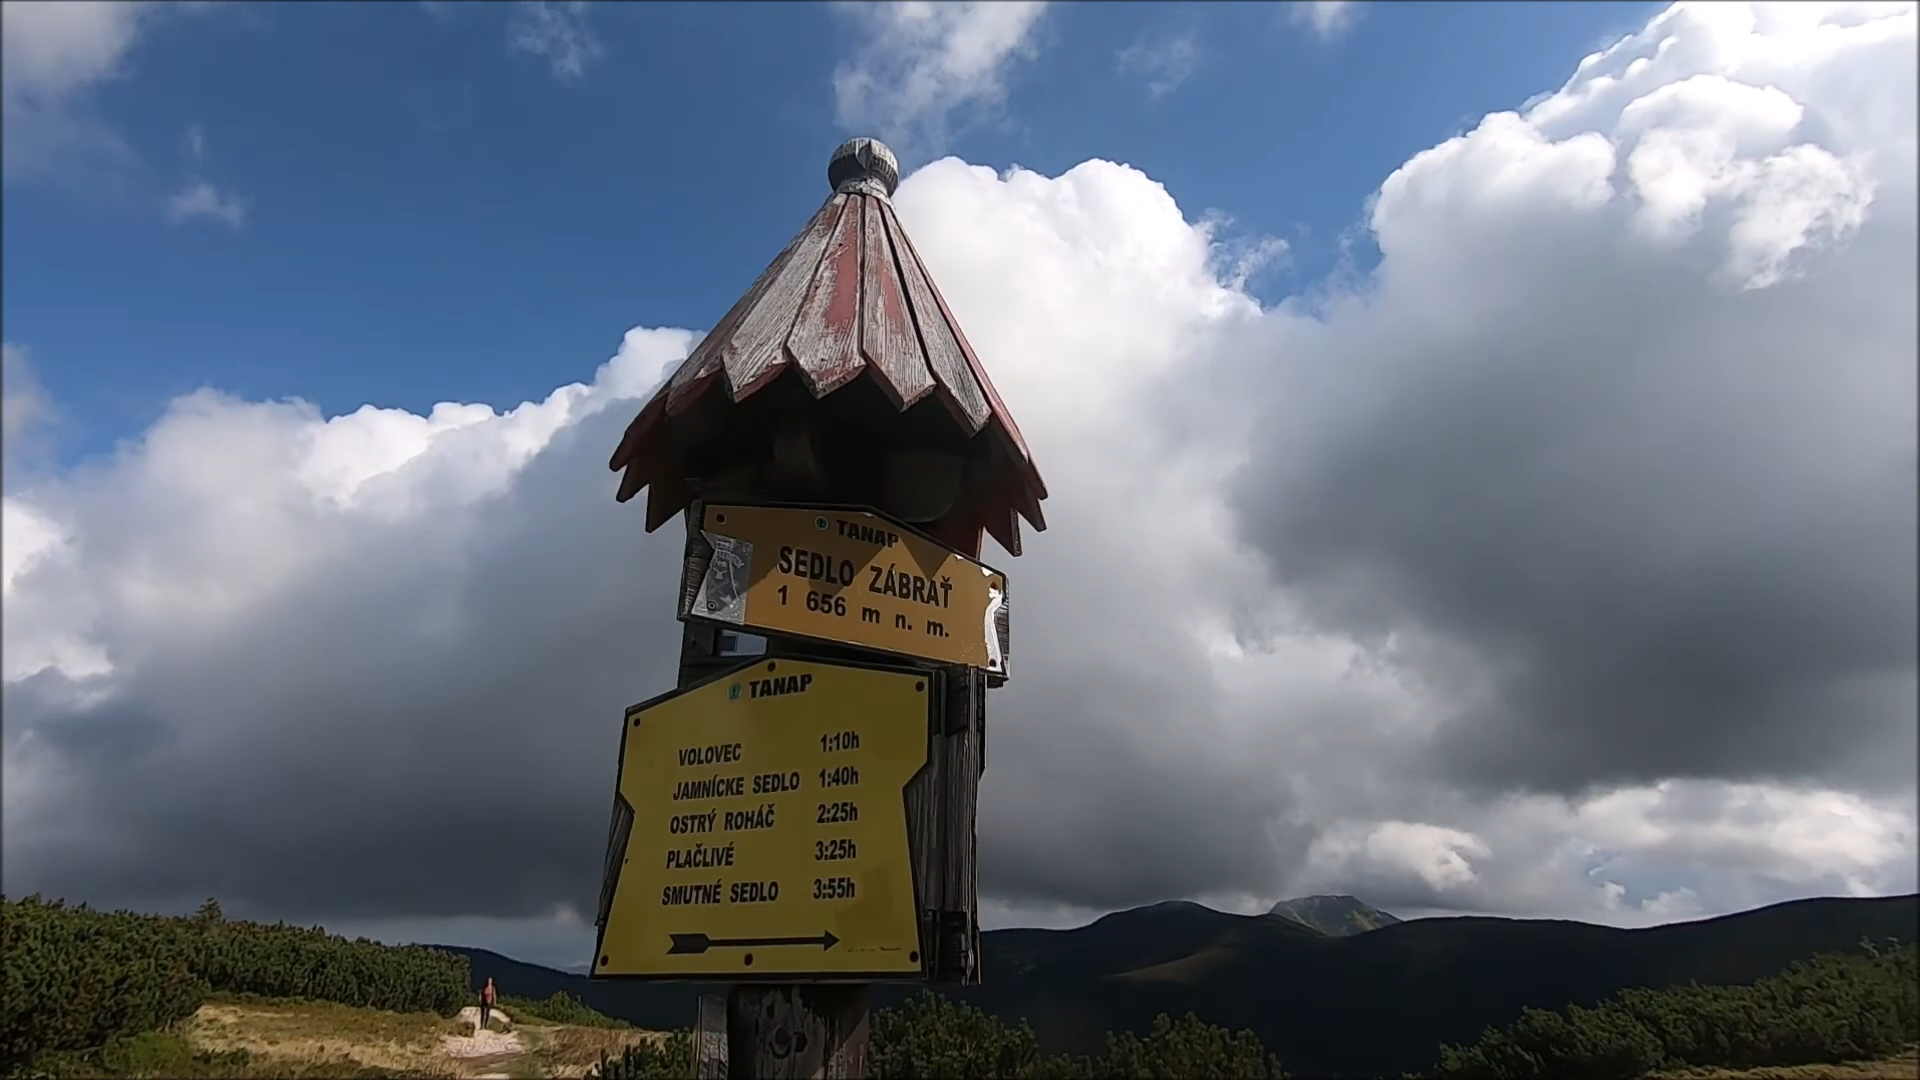 TANAP
SEDLO ZÁBRAŤ
1 656 m n. m.
TANAP
VOLOVEC 1:10h
JAMNÍCKE SEDLO 1:40h
OSTRÝ ROHÁČ 2:25h
PLAČLIVÉ 3:25h
SMUTNÉ SEDLO 3:55h